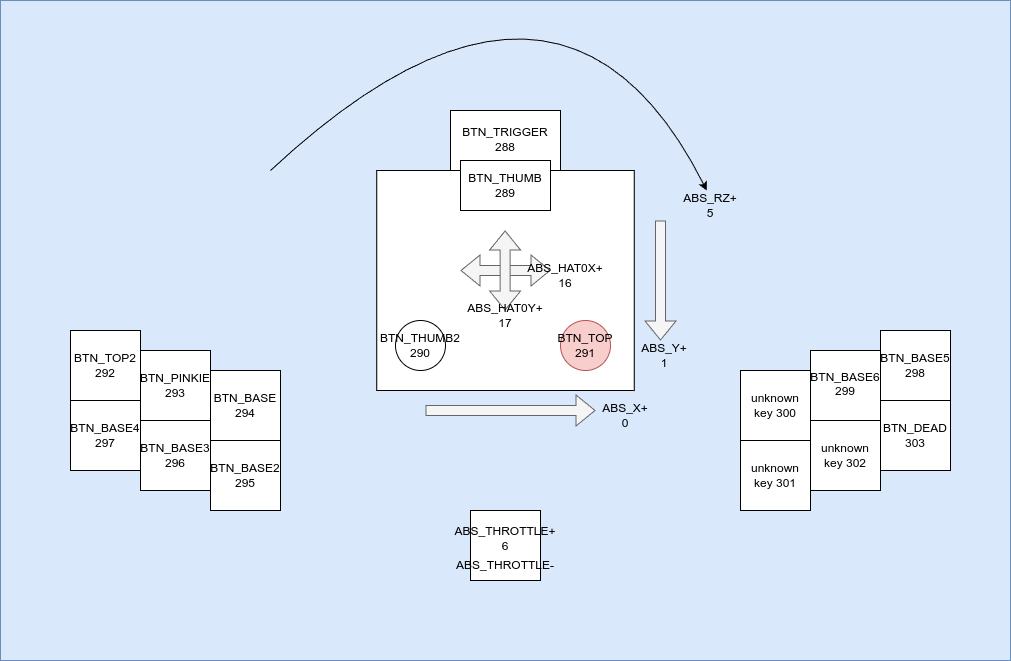 BTN_TRIGGER
288
BTN_THUMB
289
ABS_RZ+
5
ABS_HAT0X+
16
ABS_HAT0Y+
17
BTN_THUMB2
290
BTN_TOP
291
ABS_Y+
1
ABS_X+
0
BTN_TOP2
292
BTN_PINKIE
293
BTN_BASE
294
BTN_BASE4
297
BTN_BASE3
296
BTN_BASE2
295
unknown
key 300
BTN_BASE6
299
BTN_BASE5
298
unknown
key 301
unknown
key 302
BTN_DEAD
303
ABS_THROTTLE+
6
ABS_THROTTLE-